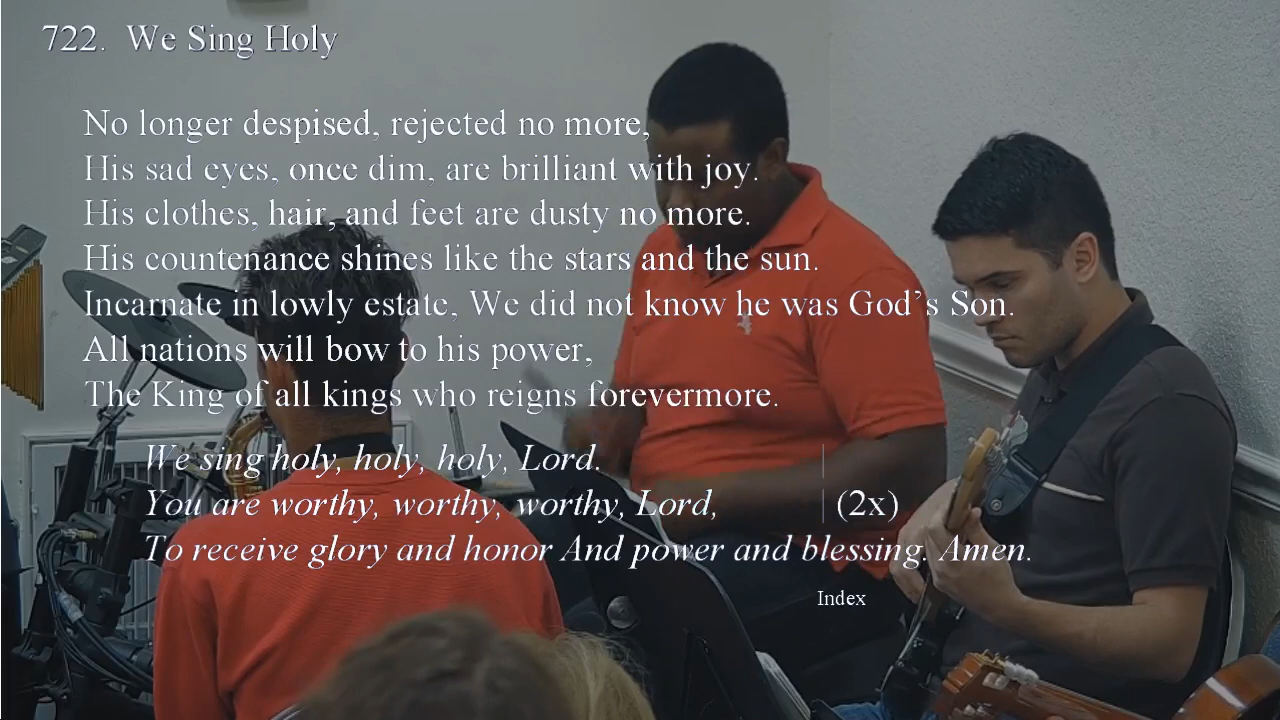 722. We Sing Holy
No longer despised, rejected no more,
His sad eyes, once dim, are brilliant with joy.
His clothes, hair, and feet are dusty no more.
His countenance shines like the stars and the sun.
Incarnate in lowly estate, We did not know he was God’s Son.
All nations will bow to his power,
The King of all kings who reigns forevermore.
We sing holy, holy, holy, Lord.
You are worthy, worthy, worthy, Lord, (2x)
To receive glory and honor And power and blessing. Amen.
Index